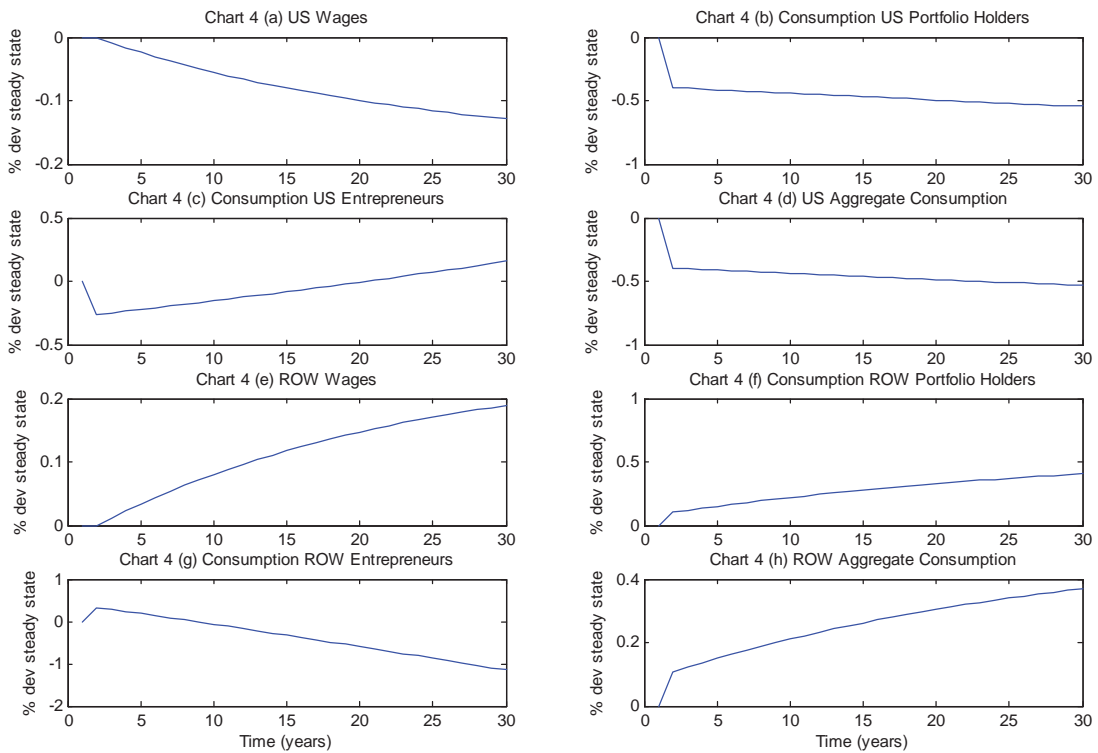 Chart 4 (a) US Wages
% dev steady state
0
-0.1
-0.2
0 5 10 15 20 25 30
Chart 4 (b) Consumption US Portfolio Holders
% dev steady state
0
-0.5
-1
0 5 10 15 20 25 30
Chart 4 (c) Consumption US Entrepreneurs
% dev steady state
0.5
0
-0.5
0 5 10 15 20 25 30
Chart 4 (d) US Aggregate Consumption
% dev steady state
0
-0.5
-1
0 5 10 15 20 25 30
Chart 4 (e) ROW Wages
% dev steady state
0.2
0.1
0
0 5 10 15 20 25 30
Chart 4 (f) Consumption ROW Portfolio Holders
% dev steady state
1
0.5
0
0 5 10 15 20 25 30
Chart 4 (g) Consumption ROW Entrepreneurs
% dev steady state
1
0
-1
-2
0 5 10 15 20 25 30
Time (years)
Chart 4 (h) ROW Aggregate Consumption
% dev steady state
0.4
0.2
0
0 5 10 15 20 25 30
Time (years)